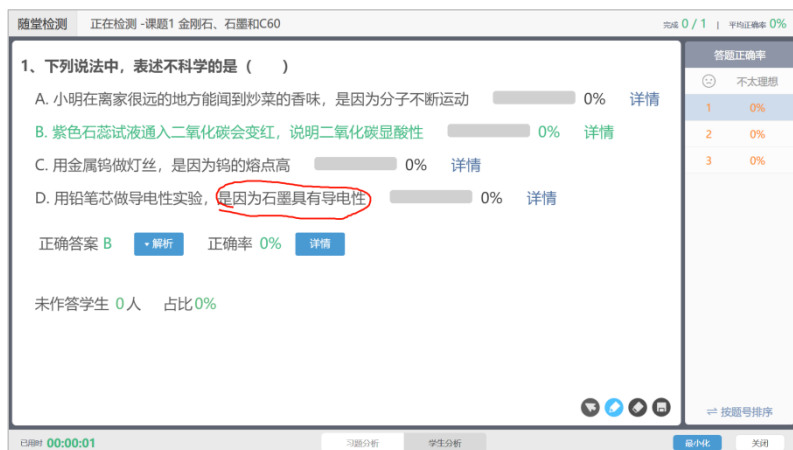 随堂检测 正在检测 -课题1 金刚石、石墨和C60 完成 0 / 1 | 平均正确率 0%
1、下列说法中，表述不科学的是（ ）
A. 小明在离家很远的地方能闻到炒菜的香味，是因为分子不断运动 0% 详情
B. 紫色石蕊试液通入二氧化碳会变红，说明二氧化碳显酸性 0% 详情
C. 用金属钨做灯丝，是因为钨的熔点高 0% 详情
D. 用铅笔芯做导电性实验，是因为石墨具有导电性 0% 详情
正确答案 B 解析 正确率 0% 详情
未作答学生 0 人 占比 0%
答题正确率
不太理想
1 0%
2 0%
3 0%
按题号排序
已用时 00:00:01 习题分析 学生分析 最小化 关闭